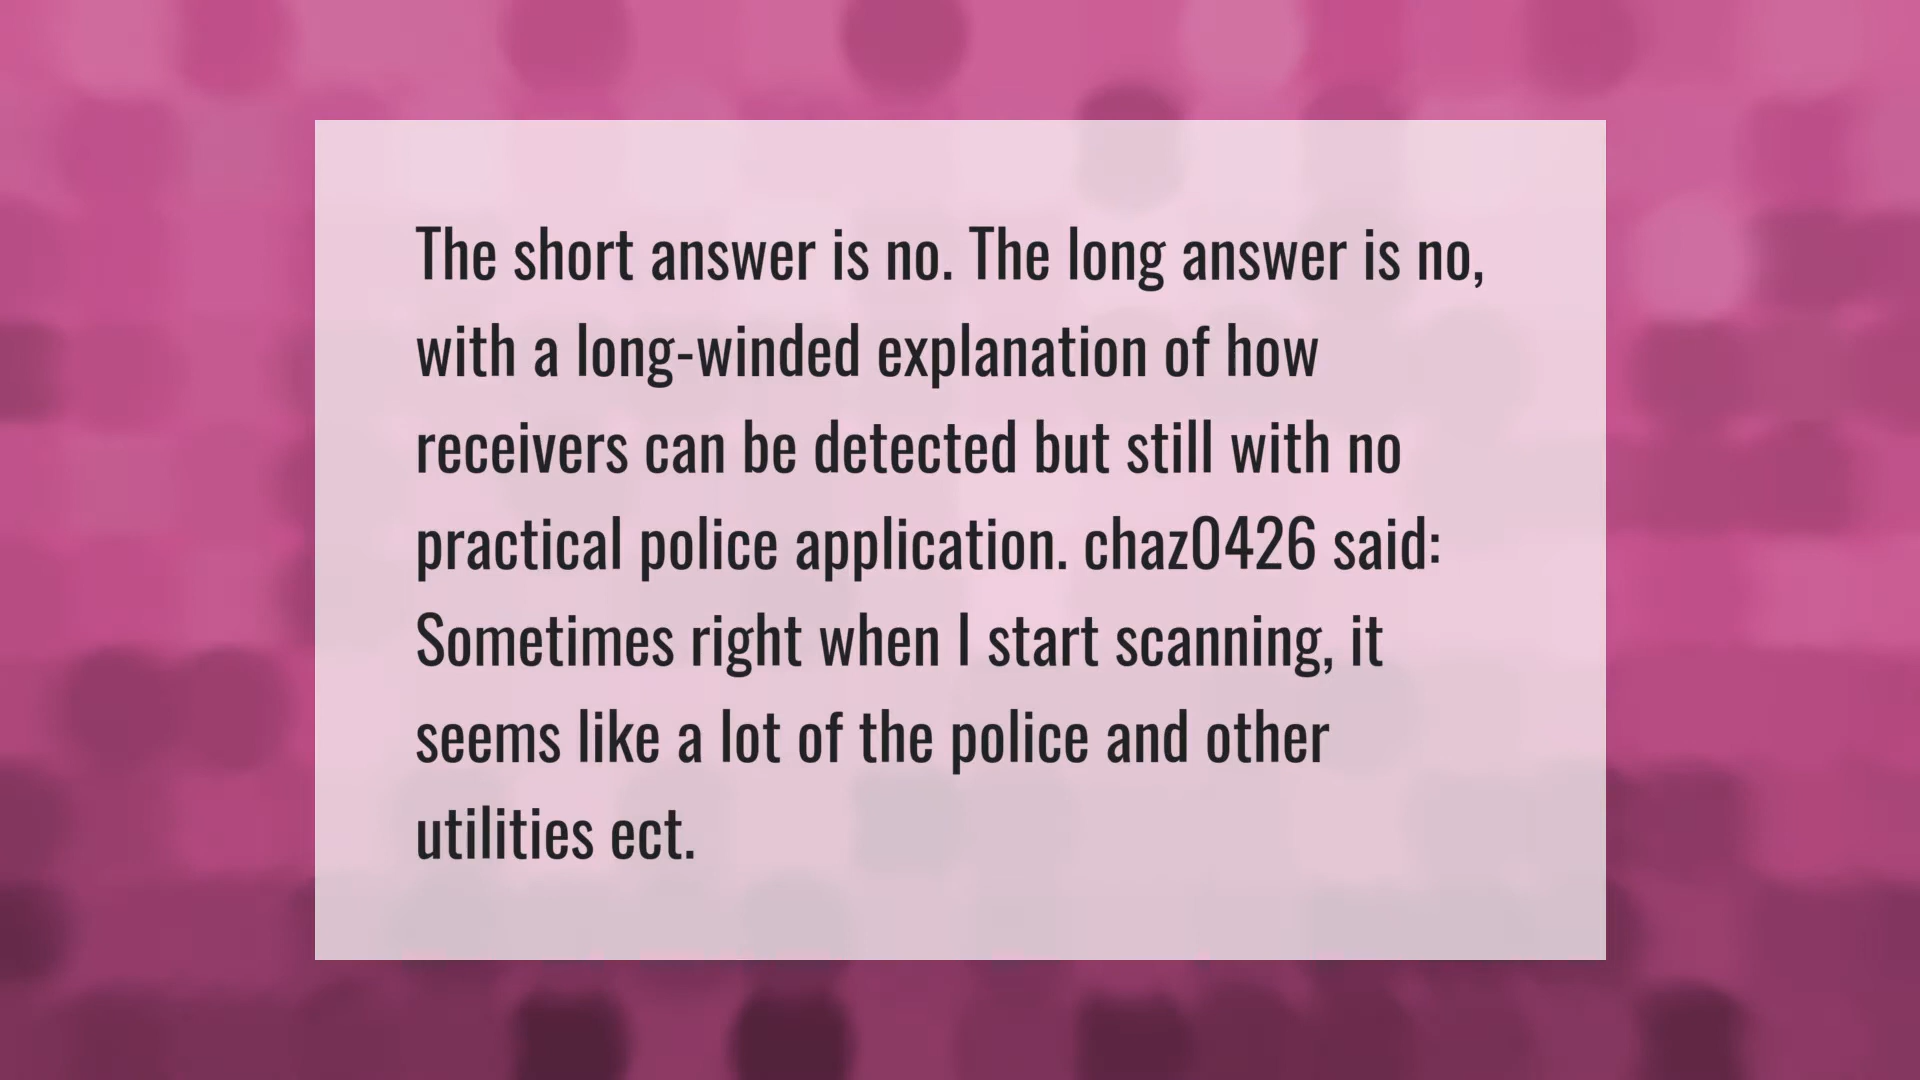 The short answer is no. The long answer is no,
with a long-winded explanation of how
receivers can be detected but still with no
practical police application. chaz0426 said:
Sometimes right when I start scanning, it
seems like a lot of the police and other
utilities ect.